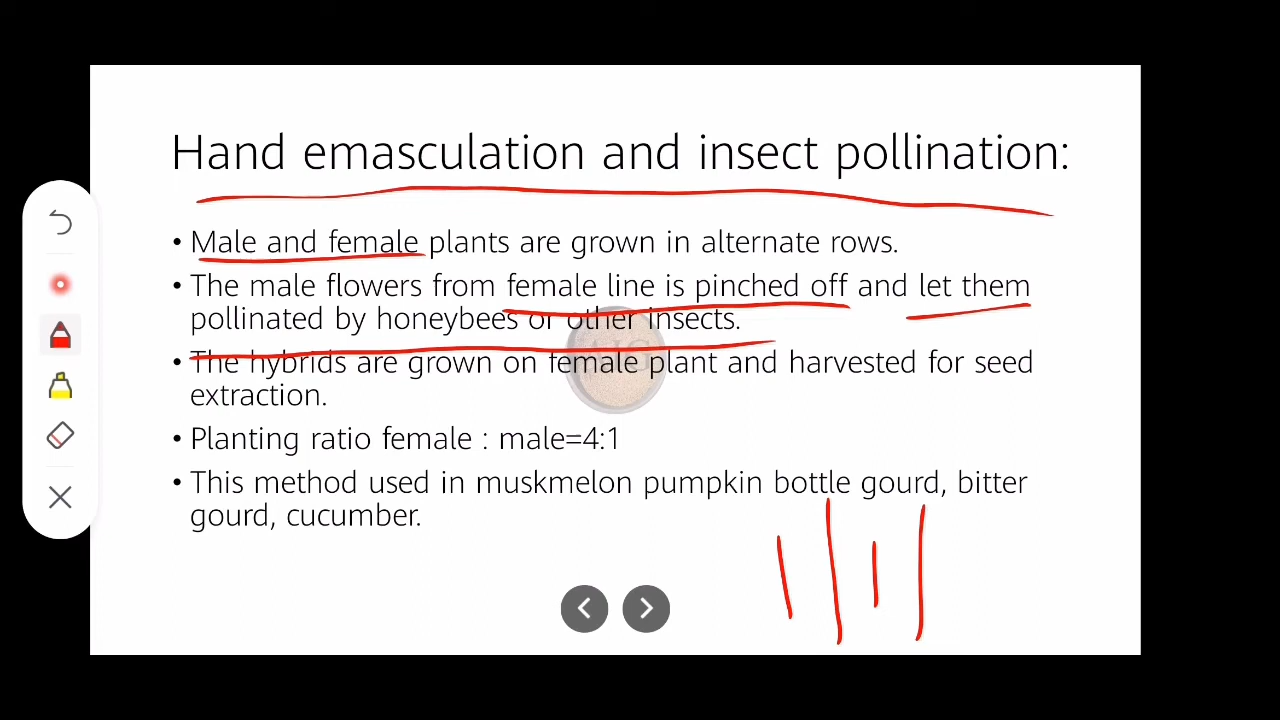 Hand emasculation and insect pollination:
• Male and female plants are grown in alternate rows.
• The male flowers from female line is pinched off and let them
pollinated by honeybees or other insects.
• The hybrids are grown on female plant and harvested for seed
extraction.
• Planting ratio female : male=4:1
• This method used in muskmelon pumpkin bottle gourd, bitter
gourd, cucumber.